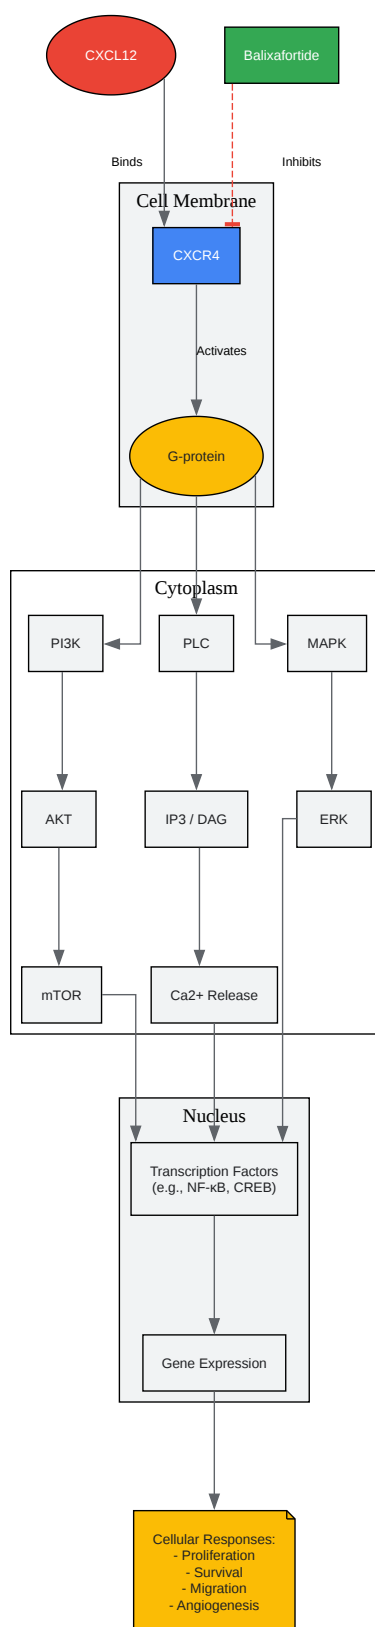 CXCL12
Balixafortide
Binds
Inhibits
Cell Membrane
CXCR4
Activates
G-protein
Cytoplasm
PI3K
PLC
MAPK
AKT
IP3 / DAG
ERK
mTOR
Ca2+ Release
Nucleus
Transcription Factors
(e.g., NF-κB, CREB)
Gene Expression
Cellular Responses:
- Proliferation
- Survival
- Migration
- Angiogenesis